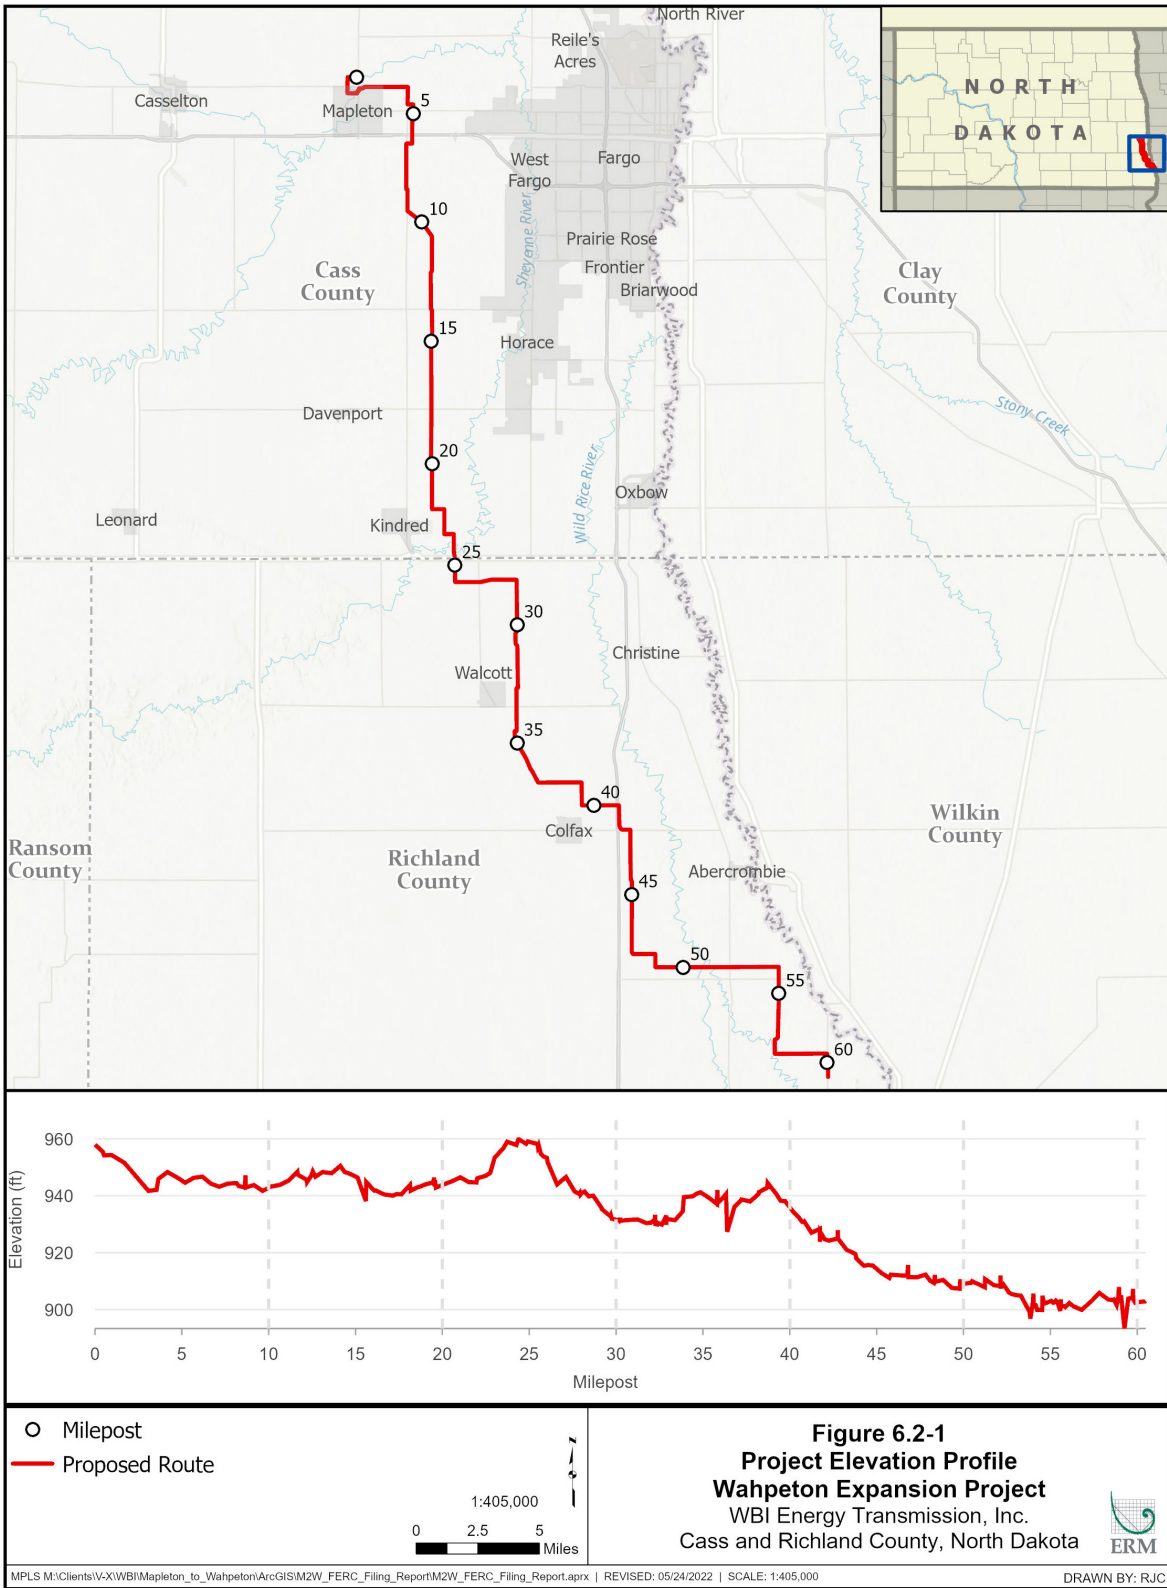 North River
Reile's
Acres
NORTH
DAKOTA
Casselton
Mapleton
5
West
Fargo
Fargo
10
Sheyenne River
Prairie Rose
Frontier
Briarwood
Cass
County
Clay
County
15
Horace
Davenport
Stony Creek
20
Wild Rice River
Oxbow
Leonard
Kindred
25
30
Christine
Walcott
35
40
Colfax
Wilkin
County
Ransom
County
Richland
County
Abercrombie
45
50
55
60
960
940
920
900
Elevation (ft)
0 5 10 15 20 25 30 35 40 45 50 55 60
Milepost
Milepost
Proposed Route
N
1:405,000
0 2.5 5
Miles
Figure 6.2-1
Project Elevation Profile
Wahpeton Expansion Project
WBI Energy Transmission, Inc.
Cass and Richland County, North Dakota
ERM
MPLS M:\Clients\V-X\WBI\Mapleton_to_Wahpeton\ArcGIS\M2W_FERC_Filing_Report\M2W_FERC_Filing_Report.aprx | REVISED: 05/24/2022 | SCALE: 1:405,000
DRAWN BY: RJC